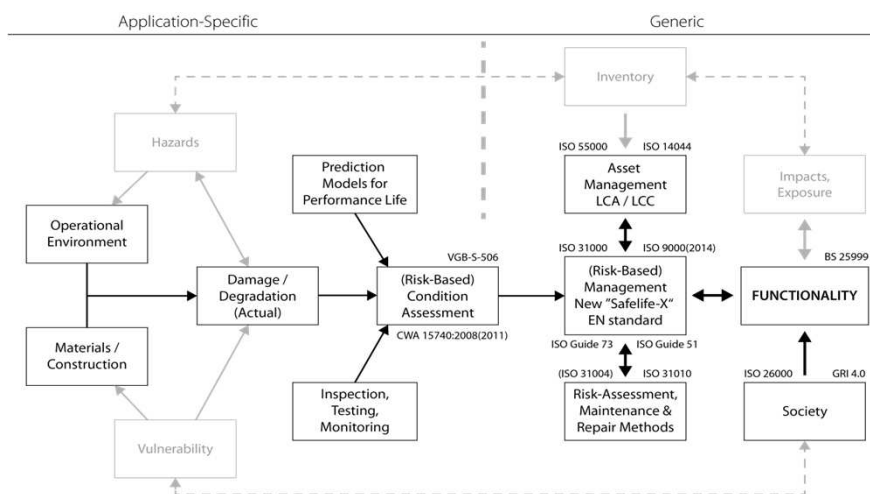 Application-Specific
Generic
Inventory
Hazards
ISO 55000
ISO 14044
Prediction
Models for
Performance Life
Asset
Management
LCA / LCC
Impacts,
Exposure
Operational
Environment
VGB-S-506
ISO 31000
ISO 9000(2014)
BS 25999
Damage /
Degradation
(Actual)
(Risk-Based)
Condition
Assessment
(Risk-Based)
Management
New "Safelife-X“
EN standard
FUNCTIONALITY
Materials /
Construction
CWA 15740:2008(2011)
ISO Guide 73
ISO Guide 51
(ISO 31004)
ISO 31010
ISO 26000
GRI 4.0
Inspection,
Testing,
Monitoring
Risk-Assessment,
Maintenance &
Repair Methods
Society
Vulnerability